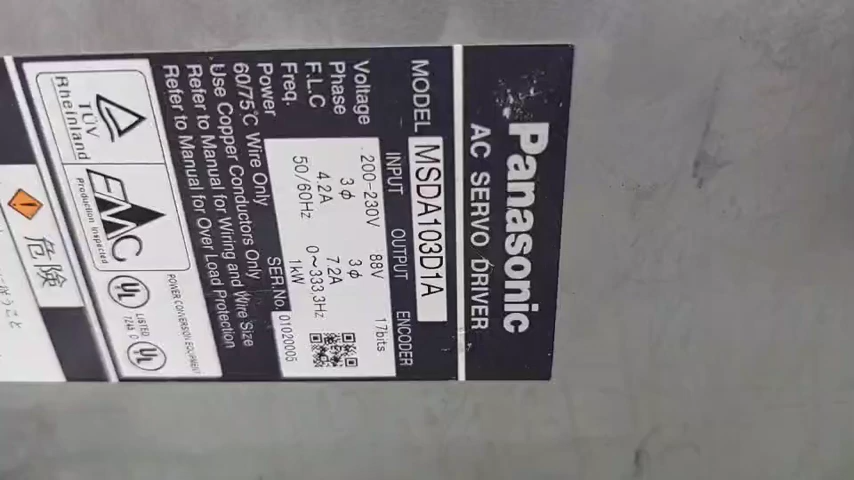 Panasonic
AC SERVO DRIVER
MODEL MSDA103D1A
INPUT OUTPUT ENCODER
Voltage 200-230V 88V 17bits
Phase 3φ 3φ
F.L.C 4.2A 7.2A
Freq. 50/60Hz 0~333.3Hz
Power 1kW
SER.No. 01020005
60/75°C Wire Only
Use Copper Conductors Only
Refer to Manual for Wiring and Wire Size
Refer to Manual for Over Load Protection
TÜV
Rheinland
EMC
Production inspected
POWER CONVERSION EQUIPMENT
UL
LISTED
UL
危険